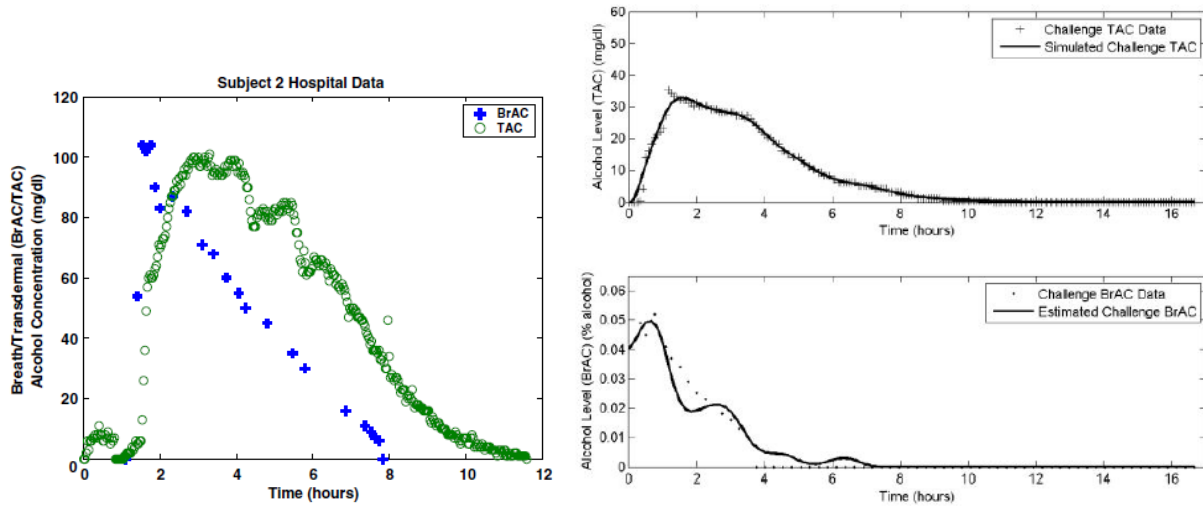 Subject 2 Hospital Data
Breath/Transdermal (BrAC/TAC)
Alcohol Concentration (mg/dl)
120
100
80
60
40
20
0
BrAC
TAC
0 2 4 6 8 10 12
Time (hours)
Alcohol Level (TAC) (mg/dl)
60
50
40
30
20
10
0
Challenge TAC Data
Simulated Challenge TAC
0 2 4 6 8 10 12 14 16
Time (hours)
Alcohol Level (BrAC) (% alcohol)
0.06
0.05
0.04
0.03
0.02
0.01
0
Challenge BrAC Data
Estimated Challenge BrAC
0 2 4 6 8 10 12 14 16
Time (hours)